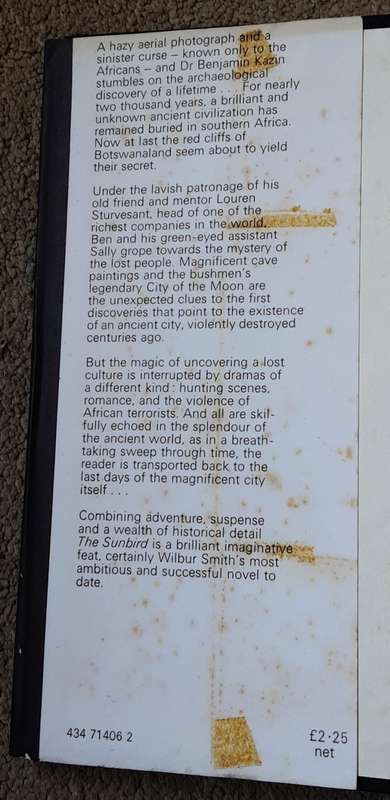 A hazy aerial photograph and a
sinister curse – known only to the
Africans – and Dr Benjamin Kazin
stumbles on the archaeological
discovery of a lifetime . . . For nearly
two thousand years, a brilliant and
unknown ancient civilization has
remained buried in southern Africa.
Now at last the red cliffs of
Botswanaland seem about to yield
their secret.
Under the lavish patronage of his
old friend and mentor Louren
Sturvesant, head of one of the
richest companies in the world,
Ben and his green-eyed assistant
Sally grope towards the mystery of
the lost people. Magnificent cave
paintings and the bushmen's
legendary City of the Moon are
the unexpected clues to the first
discoveries that point to the existence
of an ancient city, violently destroyed
centuries ago.
But the magic of uncovering a lost
culture is interrupted by dramas of
a different kind : hunting scenes,
romance, and the violence of
African terrorists. And all are skil-
fully echoed in the splendour of
the ancient world, as in a breath-
taking sweep through time, the
reader is transported back to the
last days of the magnificent city
itself . . .
Combining adventure, suspense
and a wealth of historical detail
The Sunbird is a brilliant imaginative
feat, certainly Wilbur Smith's most
ambitious and successful novel to
date.
434 71406 2
£2·25
net